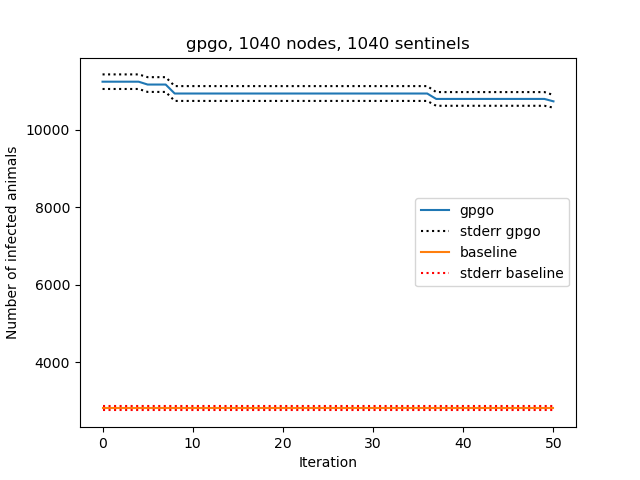 gpgo, 1040 nodes, 1040 sentinels
Number of infected animals
10000
8000
6000
4000
gpgo
stderr gpgo
baseline
stderr baseline
0 10 20 30 40 50
Iteration